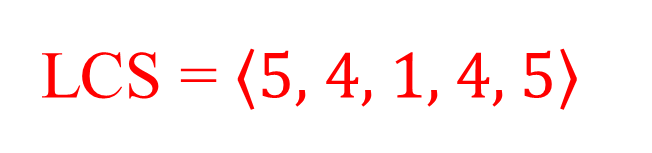 LCS = ⟨5, 4, 1, 4, 5⟩